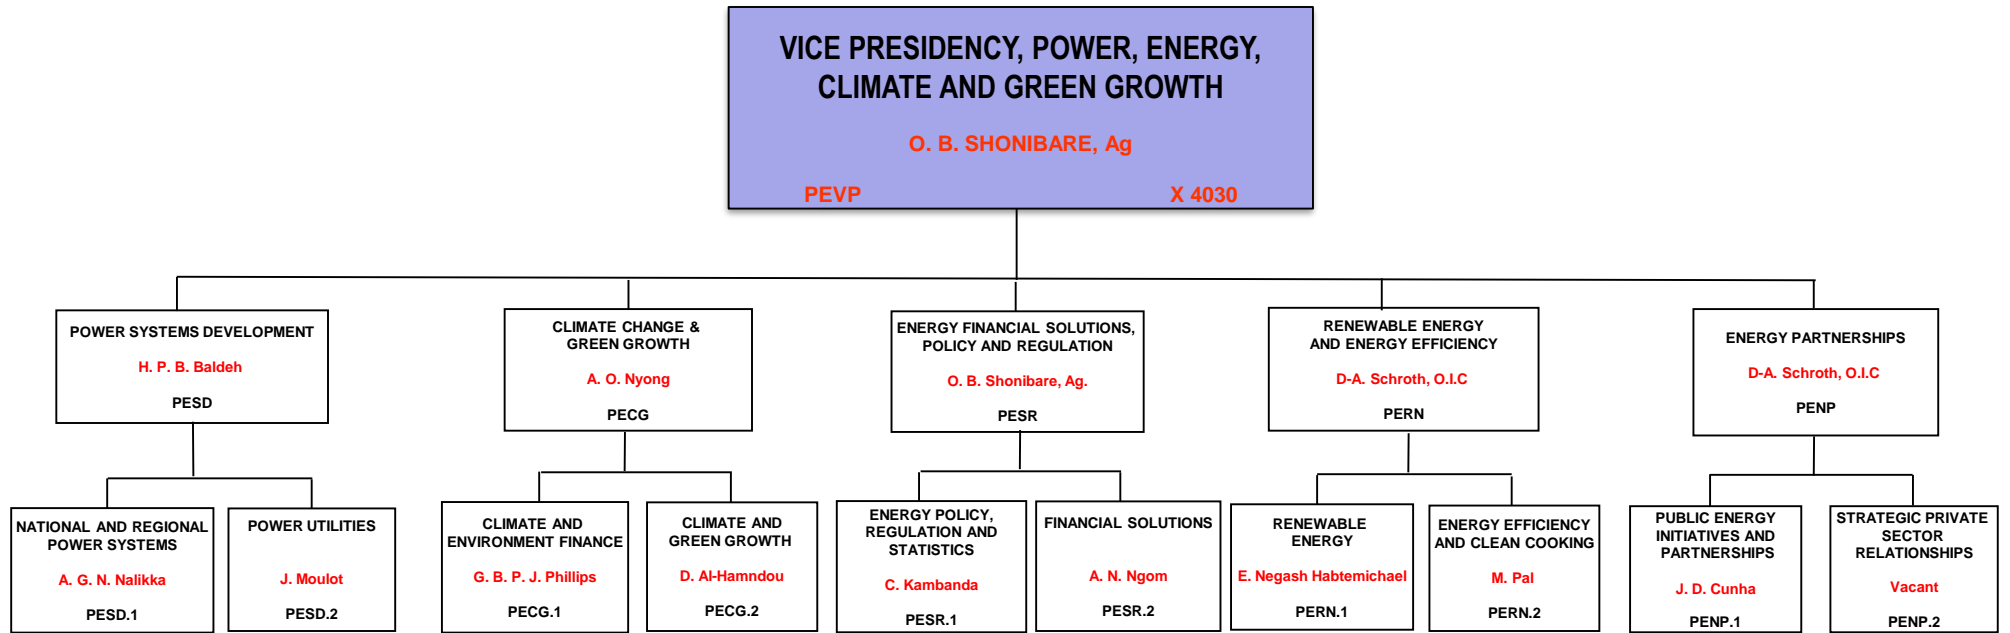 VICE PRESIDENCY, POWER, ENERGY,
CLIMATE AND GREEN GROWTH
O. B. SHONIBARE, Ag
PEVP X 4030
POWER SYSTEMS DEVELOPMENT
H. P. B. Baldeh
PESD
CLIMATE CHANGE &
GREEN GROWTH
A. O. Nyong
PECG
ENERGY FINANCIAL SOLUTIONS,
POLICY AND REGULATION
O. B. Shonibare, Ag.
PESR
RENEWABLE ENERGY
AND ENERGY EFFICIENCY
D-A. Schroth, O.I.C
PERN
ENERGY PARTNERSHIPS
D-A. Schroth, O.I.C
PENP
NATIONAL AND REGIONAL
POWER SYSTEMS
A. G. N. Nalikka
PESD.1
POWER UTILITIES
J. Moulot
PESD.2
CLIMATE AND
ENVIRONMENT FINANCE
G. B. P. J. Phillips
PECG.1
CLIMATE AND
GREEN GROWTH
D. Al-Hamndou
PECG.2
ENERGY POLICY,
REGULATION AND
STATISTICS
C. Kambanda
PESR.1
FINANCIAL SOLUTIONS
A. N. Ngom
PESR.2
RENEWABLE
ENERGY
E. Negash Habtemichael
PERN.1
ENERGY EFFICIENCY
AND CLEAN COOKING
M. Pal
PERN.2
PUBLIC ENERGY
INITIATIVES AND
PARTNERSHIPS
J. D. Cunha
PENP.1
STRATEGIC PRIVATE
SECTOR
RELATIONSHIPS
Vacant
PENP.2